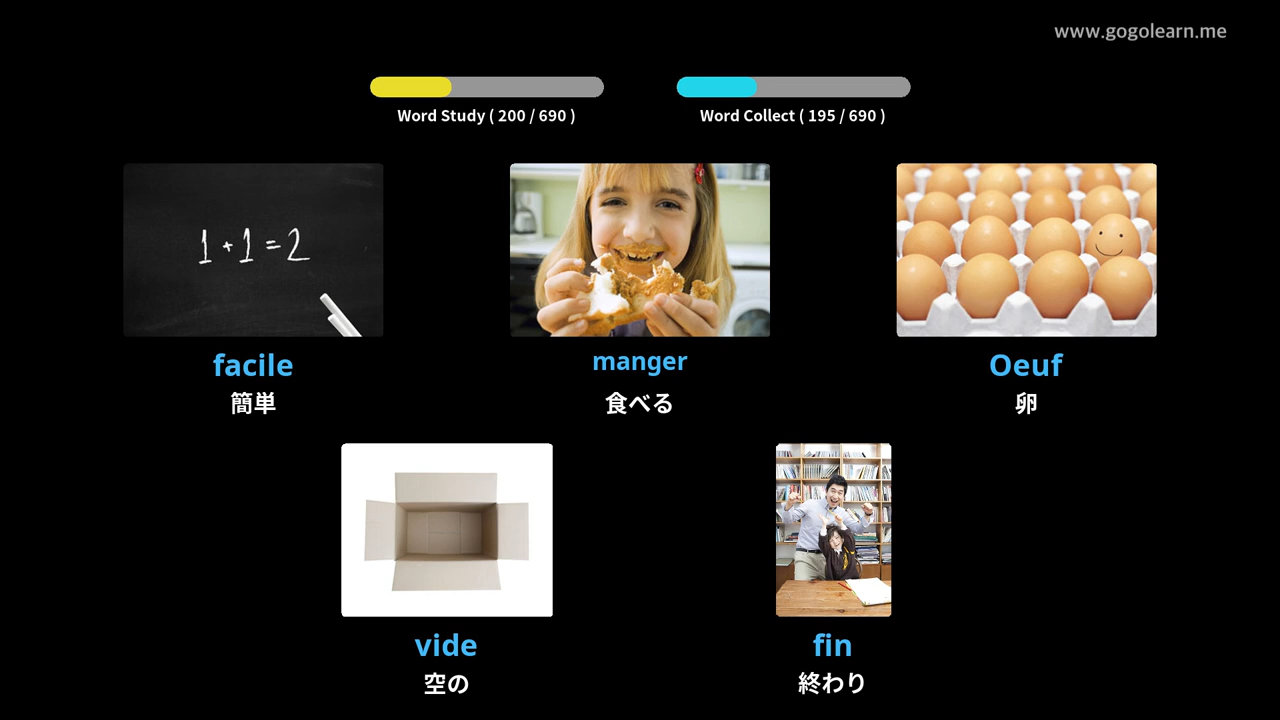 www.gogolearn.me
Word Study ( 200 / 690 )
Word Collect ( 195 / 690 )
1+1=2
facile
簡単
manger
食べる
Oeuf
卵
vide
空の
fin
終わり